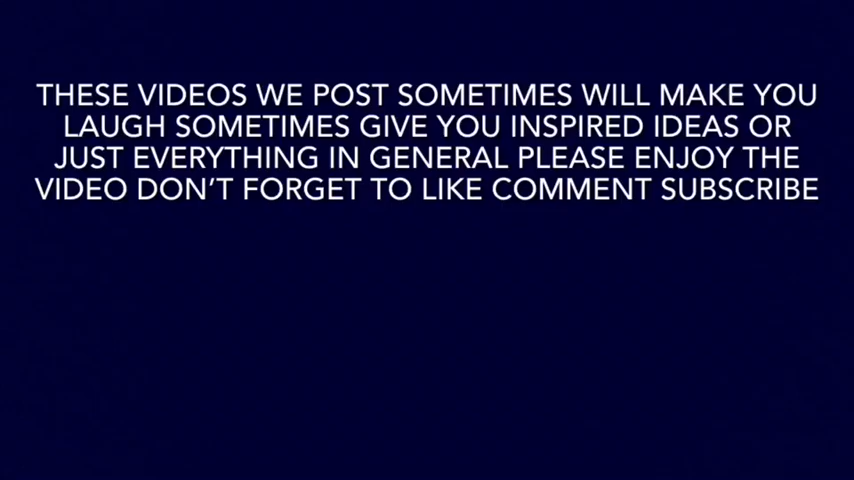 THESE VIDEOS WE POST SOMETIMES WILL MAKE YOU
LAUGH SOMETIMES GIVE YOU INSPIRED IDEAS OR
JUST EVERYTHING IN GENERAL PLEASE ENJOY THE
VIDEO DON’T FORGET TO LIKE COMMENT SUBSCRIBE